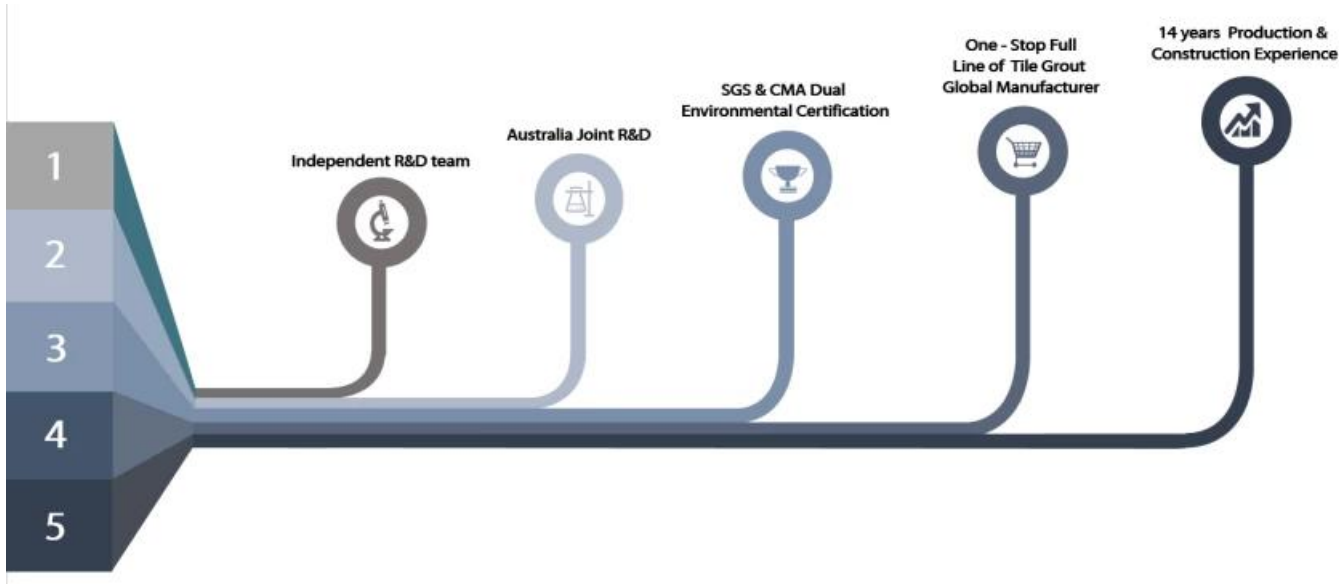 1
2
3
4
5
Independent R&D team
Australia Joint R&D
SGS & CMA Dual
Environmental Certification
One - Stop Full
Line of Tile Grout
Global Manufacturer
14 years Production &
Construction Experience